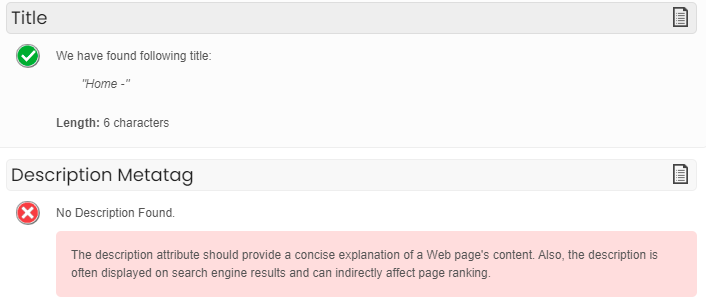 Title
We have found following title:
"Home -"
Length: 6 characters
Description Metatag
No Description Found.
The description attribute should provide a concise explanation of a Web page's content. Also, the description is
often displayed on search engine results and can indirectly affect page ranking.